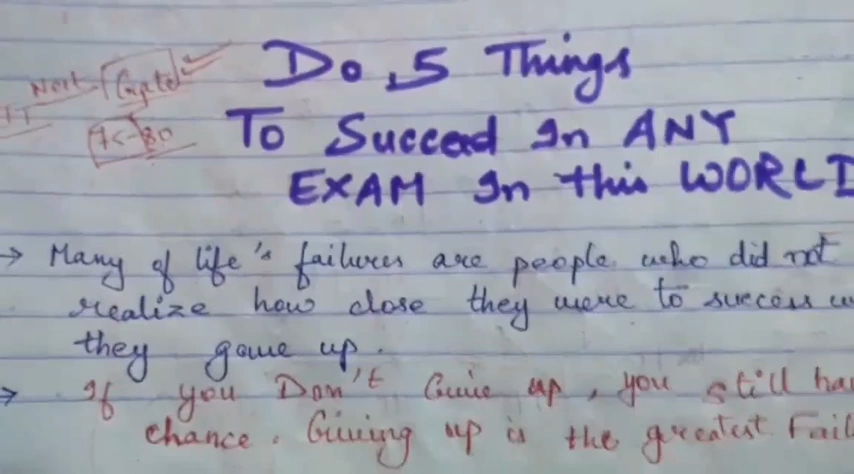 Do 5 Things
To Succeed In ANY
EXAM In this WORLD
→ Many of life's failures are people who did not
realize how close they were to success w
they gave up.
→ If you Don't Give up, you still ha
chance. Giving up is the greatest Fail
Next